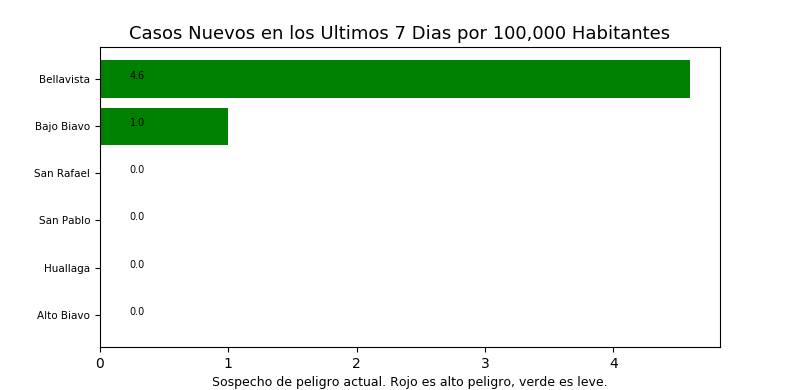 Casos Nuevos en los Ultimos 7 Dias por 100,000 Habitantes
Bellavista 4.6
Bajo Biavo 1.0
San Rafael 0.0
San Pablo 0.0
Huallaga 0.0
Alto Biavo 0.0
0 1 2 3 4
Sospecho de peligro actual. Rojo es alto peligro, verde es leve.